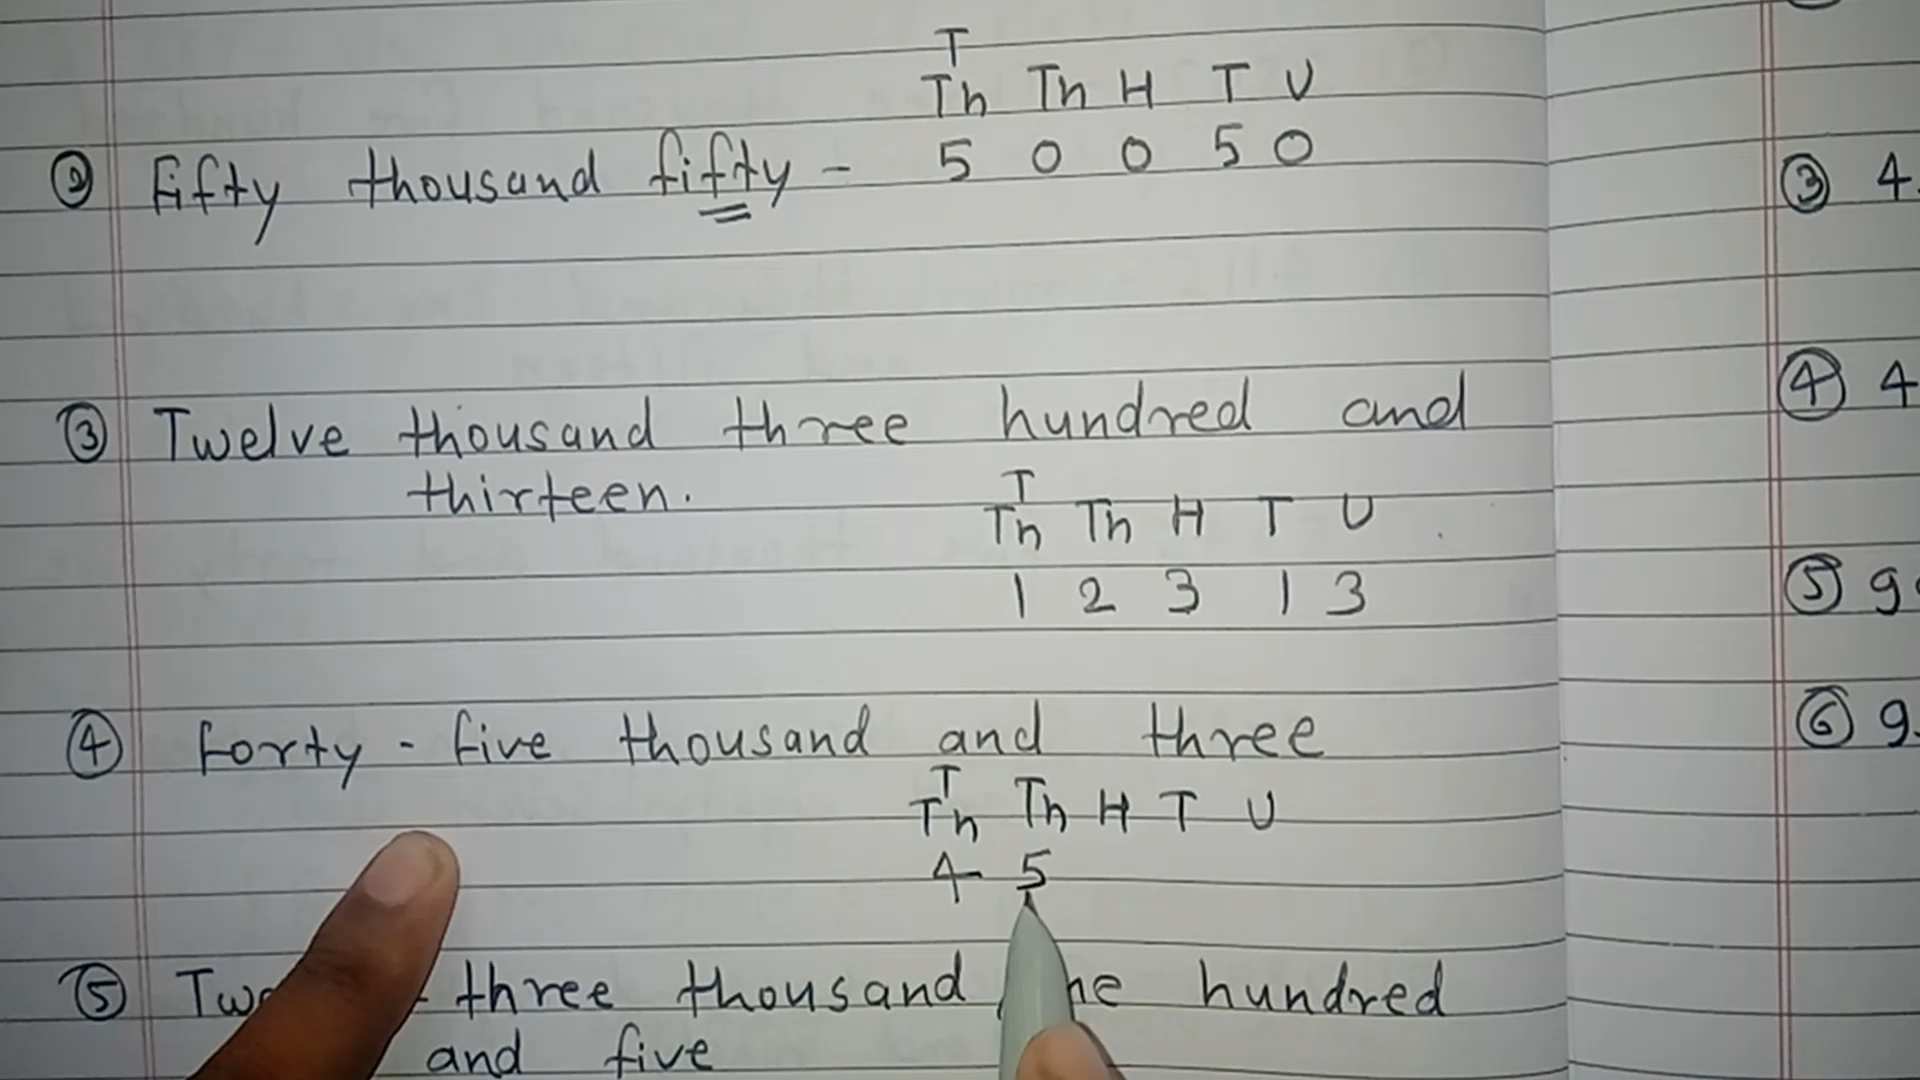 T
Th Th H T U
② Fifty thousand fifty - 5 0 0 5 0
③ Twelve thousand three hundred and
thirteen.
T
Th Th H T U
1 2 3 1 3
④ Forty - five thousand and three
T
Th Th H T U
4 5
⑤ three thousand hundred
and five
③ 4
④ 4
⑤ 9
⑥ 9